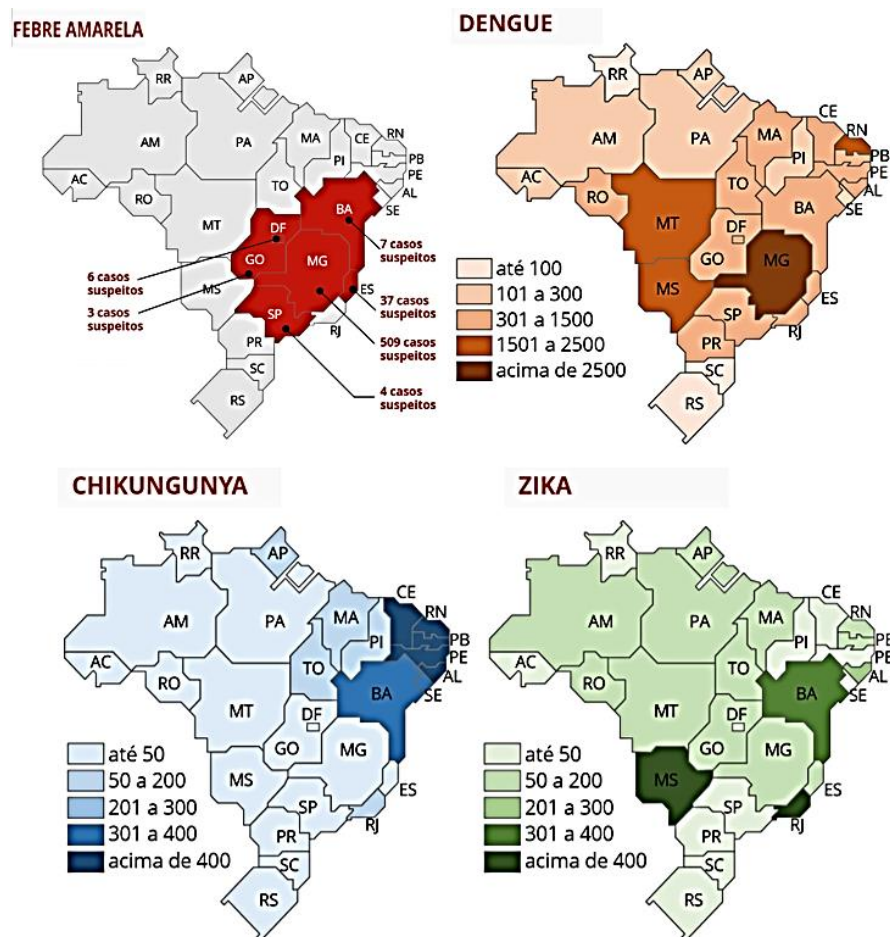 FEBRE AMARELA
RR
AP
AM
PA
MA
CE
RN
PB
PE
AL
SE
PI
AC
RO
TO
MT
BA
DF
GO
MG
MS
ES
SP
RJ
PR
SC
RS
7 casos
suspeitos
6 casos
suspeitos
3 casos
suspeitos
37 casos
suspeitos
509 casos
suspeitos
4 casos
suspeitos
DENGUE
RR
AP
CE
RN
AM
PA
MA
PI
PB
PE
AL
SE
AC
RO
TO
BA
MT
DF
GO
MG
MS
ES
SP
RJ
PR
SC
RS
até 100
101 a 300
301 a 1500
1501 a 2500
acima de 2500
CHIKUNGUNYA
RR
AP
CE
RN
AM
PA
MA
PI
PB
PE
AL
SE
AC
RO
TO
BA
MT
DF
GO
MG
MS
ES
SP
RJ
PR
SC
RS
até 50
50 a 200
201 a 300
301 a 400
acima de 400
ZIKA
RR
AP
CE
RN
AM
PA
MA
PI
PB
PE
AL
SE
AC
RO
TO
BA
MT
DF
GO
MG
MS
ES
SP
RJ
PR
SC
RS
até 50
50 a 200
201 a 300
301 a 400
acima de 400